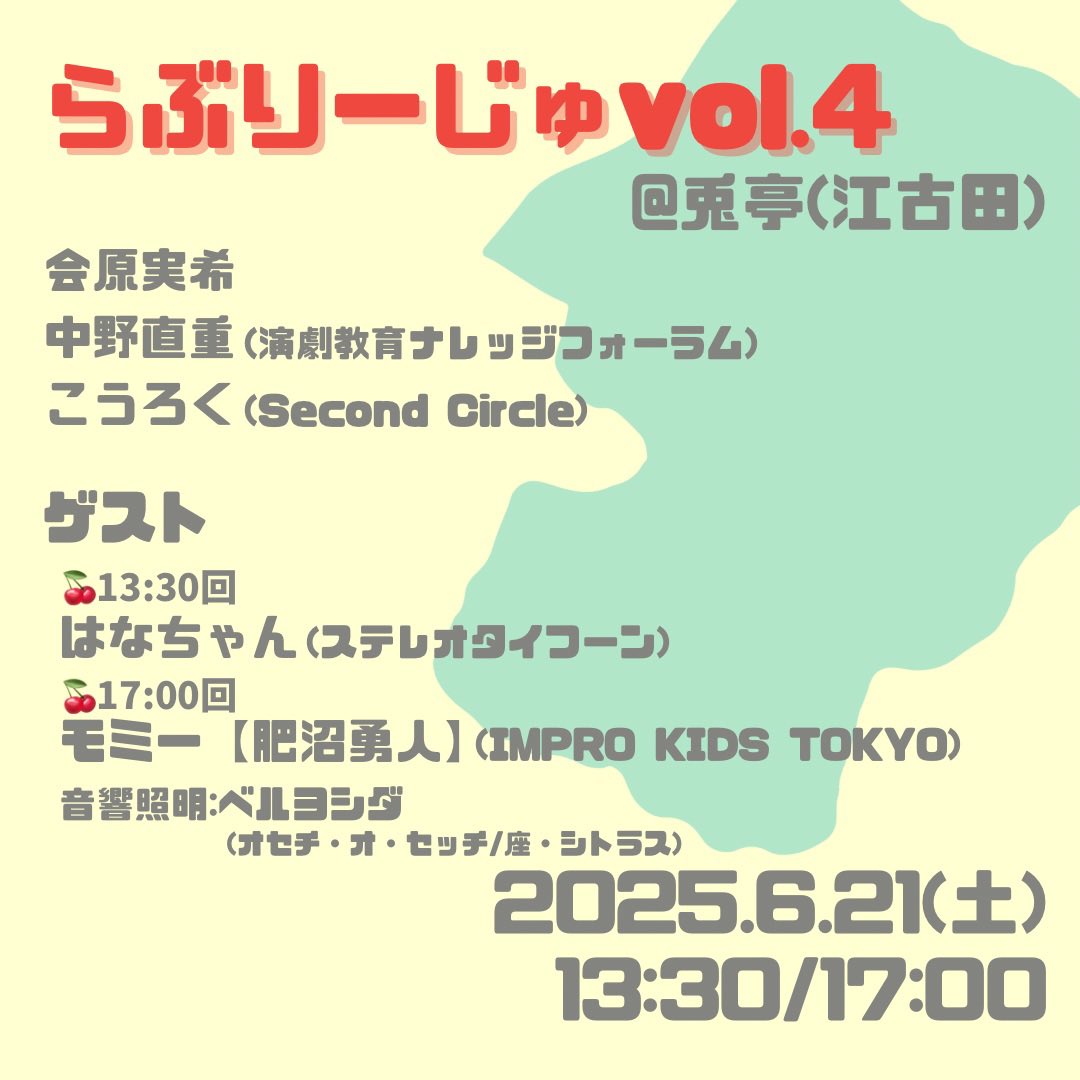 らぶりーじゅvol.4
@兎亭(江古田)
会原実希
中野直重(演劇教育ナレッジフォーラム)
こうろく(Second Circle)
ゲスト
🍒13:30回
はなちゃん(ステレオタイフーン)
🍒17:00回
モミー【肥沼勇人】(IMPRO KIDS TOKYO)
音響照明:ベルヨシダ
(オセチ・オ・セッチ/座・シトラス)
2025.6.21(土)
13:30/17:00